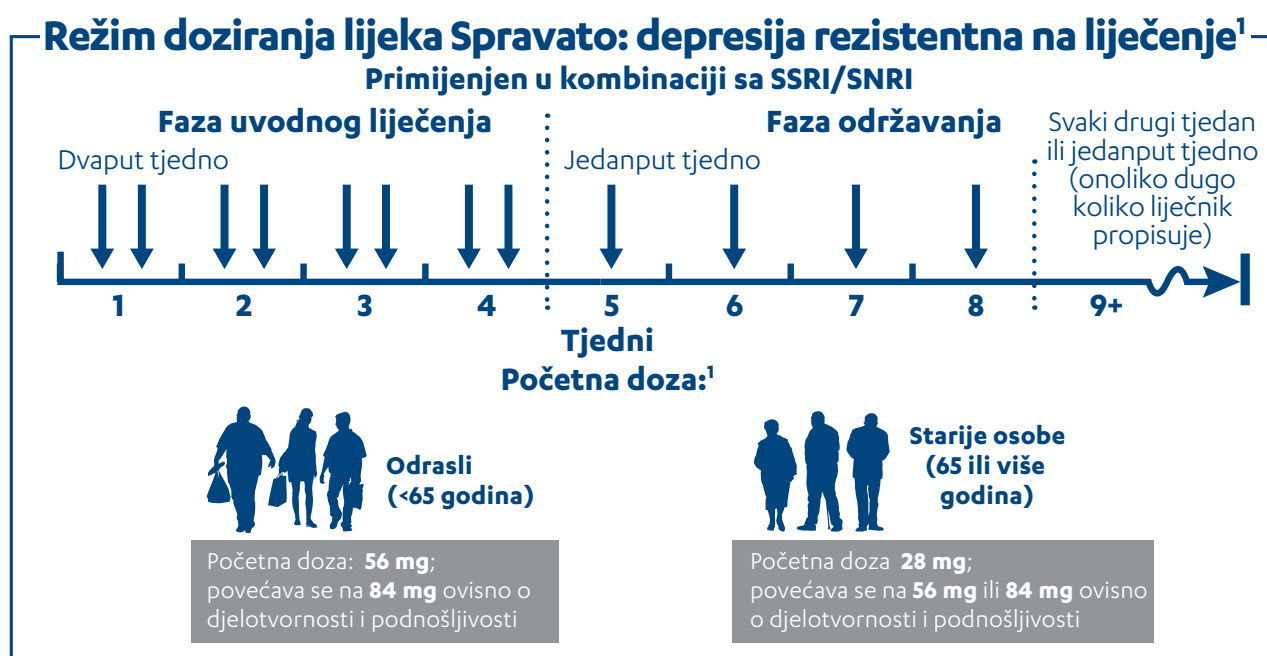 Režim doziranja lijeka Spravato: depresija rezistentna na liječenje¹
Primijenjen u kombinaciji sa SSRI/SNRI
Faza uvodnog liječenja
Dvaput tjedno
Faza održavanja
Jedanput tjedno
Svaki drugi tjedan
ili jedanput tjedno
(onoliko dugo
koliko liječnik
propisuje)
1 2 3 4 5 6 7 8 9+
Tjedni
Početna doza:¹
Odrasli
(<65 godina)
Početna doza: 56 mg;
povećava se na 84 mg ovisno o
djelotvornosti i podnošljivosti
Starije osobe
(65 ili više
godina)
Početna doza 28 mg;
povećava se na 56 mg ili 84 mg ovisno
o djelotvornosti i podnošljivosti